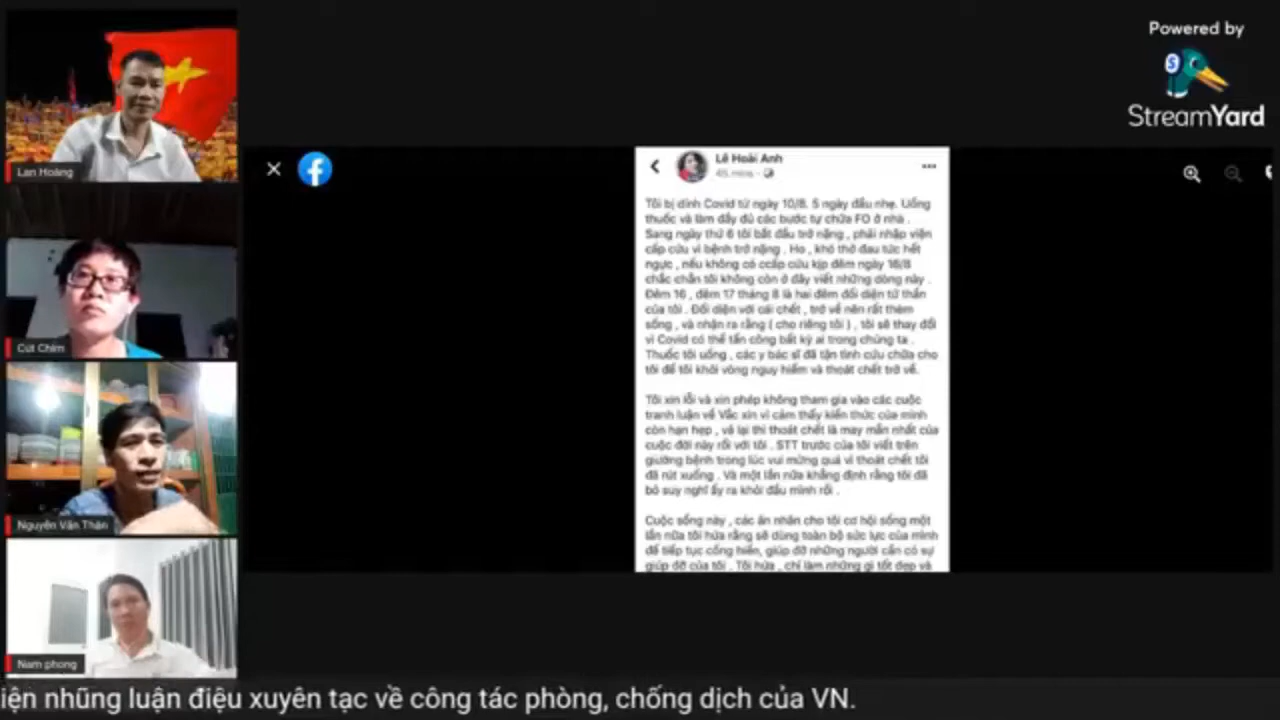 Powered by
StreamYard
Lan Hoàng
Cứt Chim
Nguyễn Văn Thân
Nam phong
Lê Hoài Anh
45 mins
Tôi bị dính Covid từ ngày 10/8. 5 ngày đầu nhẹ. Uống
thuốc và làm đầy đủ các bước tự chữa F0 ở nhà .
Sang ngày thứ 6 tôi bắt đầu trở nặng , phải nhập viện
cấp cứu vì bệnh trở nặng . Ho , khó thở đau tức hết
ngực , nếu không có ccấp cứu kịp đêm ngày 16/8
chắc chắn tôi không còn ở đây viết những dòng này .
Đêm 16 , đêm 17 tháng 8 là hai đêm đối diện tử thần
của tôi . Đối diện với cái chết , trở về nên rất thèm
sống , và nhận ra rằng ( cho riêng tôi ) , tôi sẽ thay đổi
vì Covid có thể tấn công bất kỳ ai trong chúng ta .
Thuốc tôi uống , các y bác sĩ đã tận tình cứu chữa cho
tôi để tôi khỏi vòng nguy hiểm và thoát chết trở về.
Tôi xin lỗi và xin phép không tham gia vào các cuộc
tranh luận về Vắc xin vì cảm thấy kiến thức của mình
còn hạn hẹp , vả lại thì thoát chết là may mắn nhất của
cuộc đời này rồi với tôi . STT trước của tôi viết trên
giường bệnh trong lúc vui mừng quá vì thoát chết tôi
đã rút xuống . Và một lần nữa khẳng định rằng tôi đã
bỏ suy nghĩ ấy ra khỏi đầu mình rồi .
Cuộc sống này , các ân nhân cho tôi cơ hội sống một
lần nữa tôi hứa rằng sẽ dùng toàn bộ sức lực của mình
để tiếp tục cống hiến, giúp đỡ những người cần có sự
giúp đỡ của tôi . Tôi hứa , chỉ làm những gì tốt đẹp và
iện những luận điệu xuyên tạc về công tác phòng, chống dịch của VN.